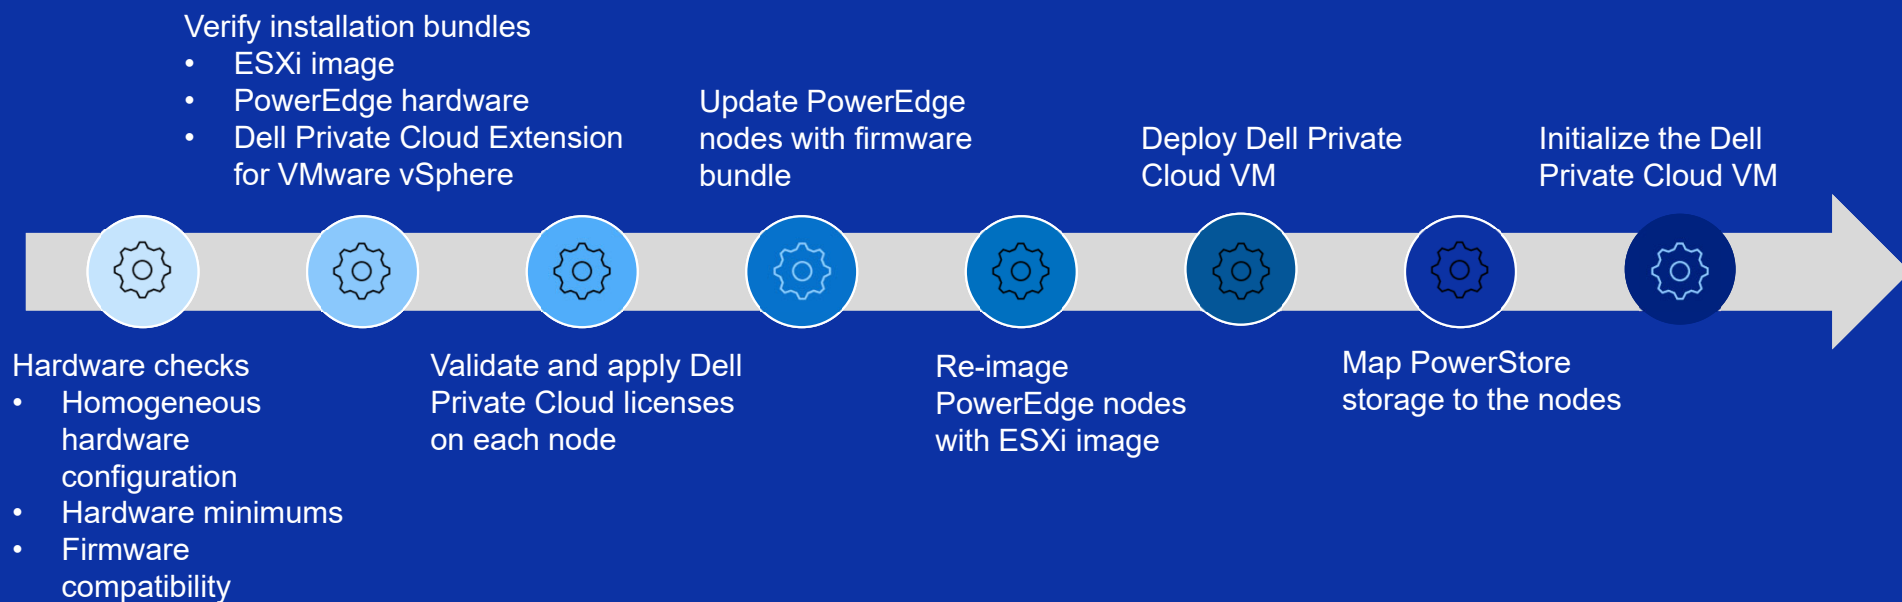 Verify installation bundles
• ESXi image
• PowerEdge hardware
• Dell Private Cloud Extension
for VMware vSphere
Update PowerEdge
nodes with firmware
bundle
Deploy Dell Private
Cloud VM
Initialize the Dell
Private Cloud VM
Hardware checks
• Homogeneous
hardware
configuration
• Hardware minimums
• Firmware
compatibility
Validate and apply Dell
Private Cloud licenses
on each node
Re-image
PowerEdge nodes
with ESXi image
Map PowerStore
storage to the nodes